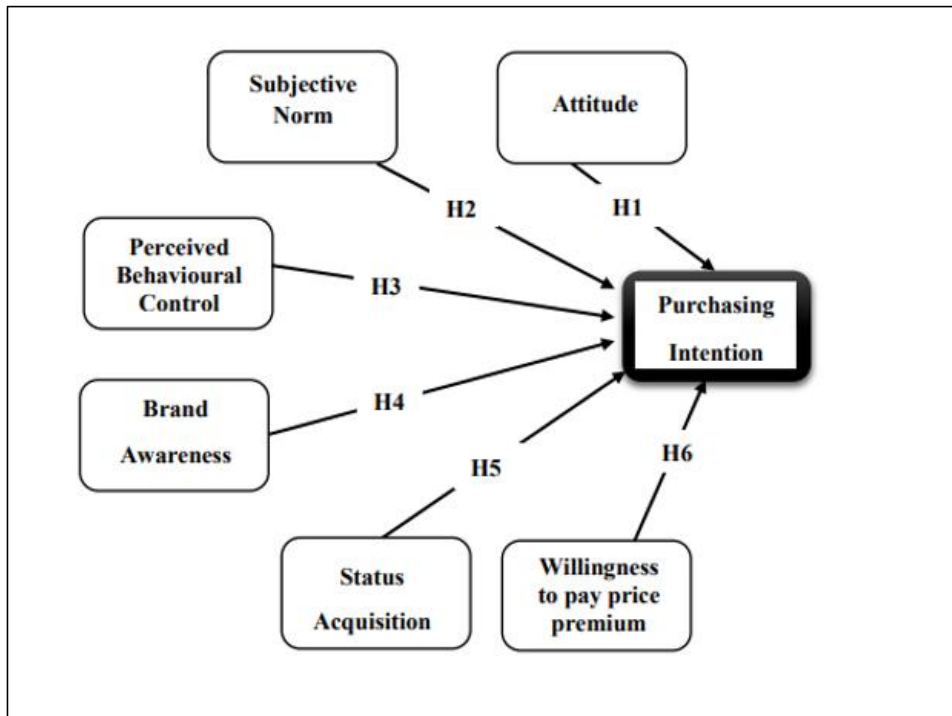 Subjective
Norm
Attitude
H2
H1
Perceived
Behavioural
Control
H3
Purchasing
Intention
Brand
Awareness
H4
H5
H6
Status
Acquisition
Willingness
to pay price
premium